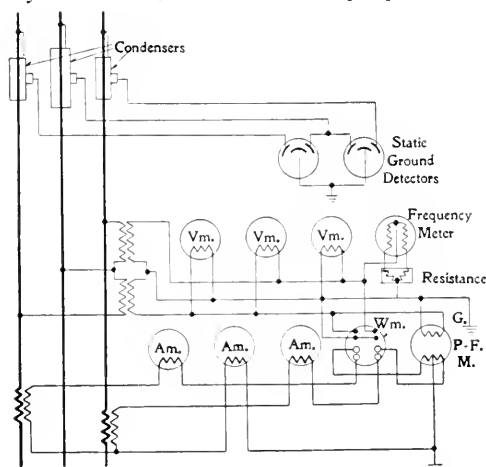 Condensers
Static
Ground
Detectors
Frequency
Meter
Vm.
Vm.
Vm.
Resistance
G.
Wm.
P-F.
M.
Am.
Am.
Am.